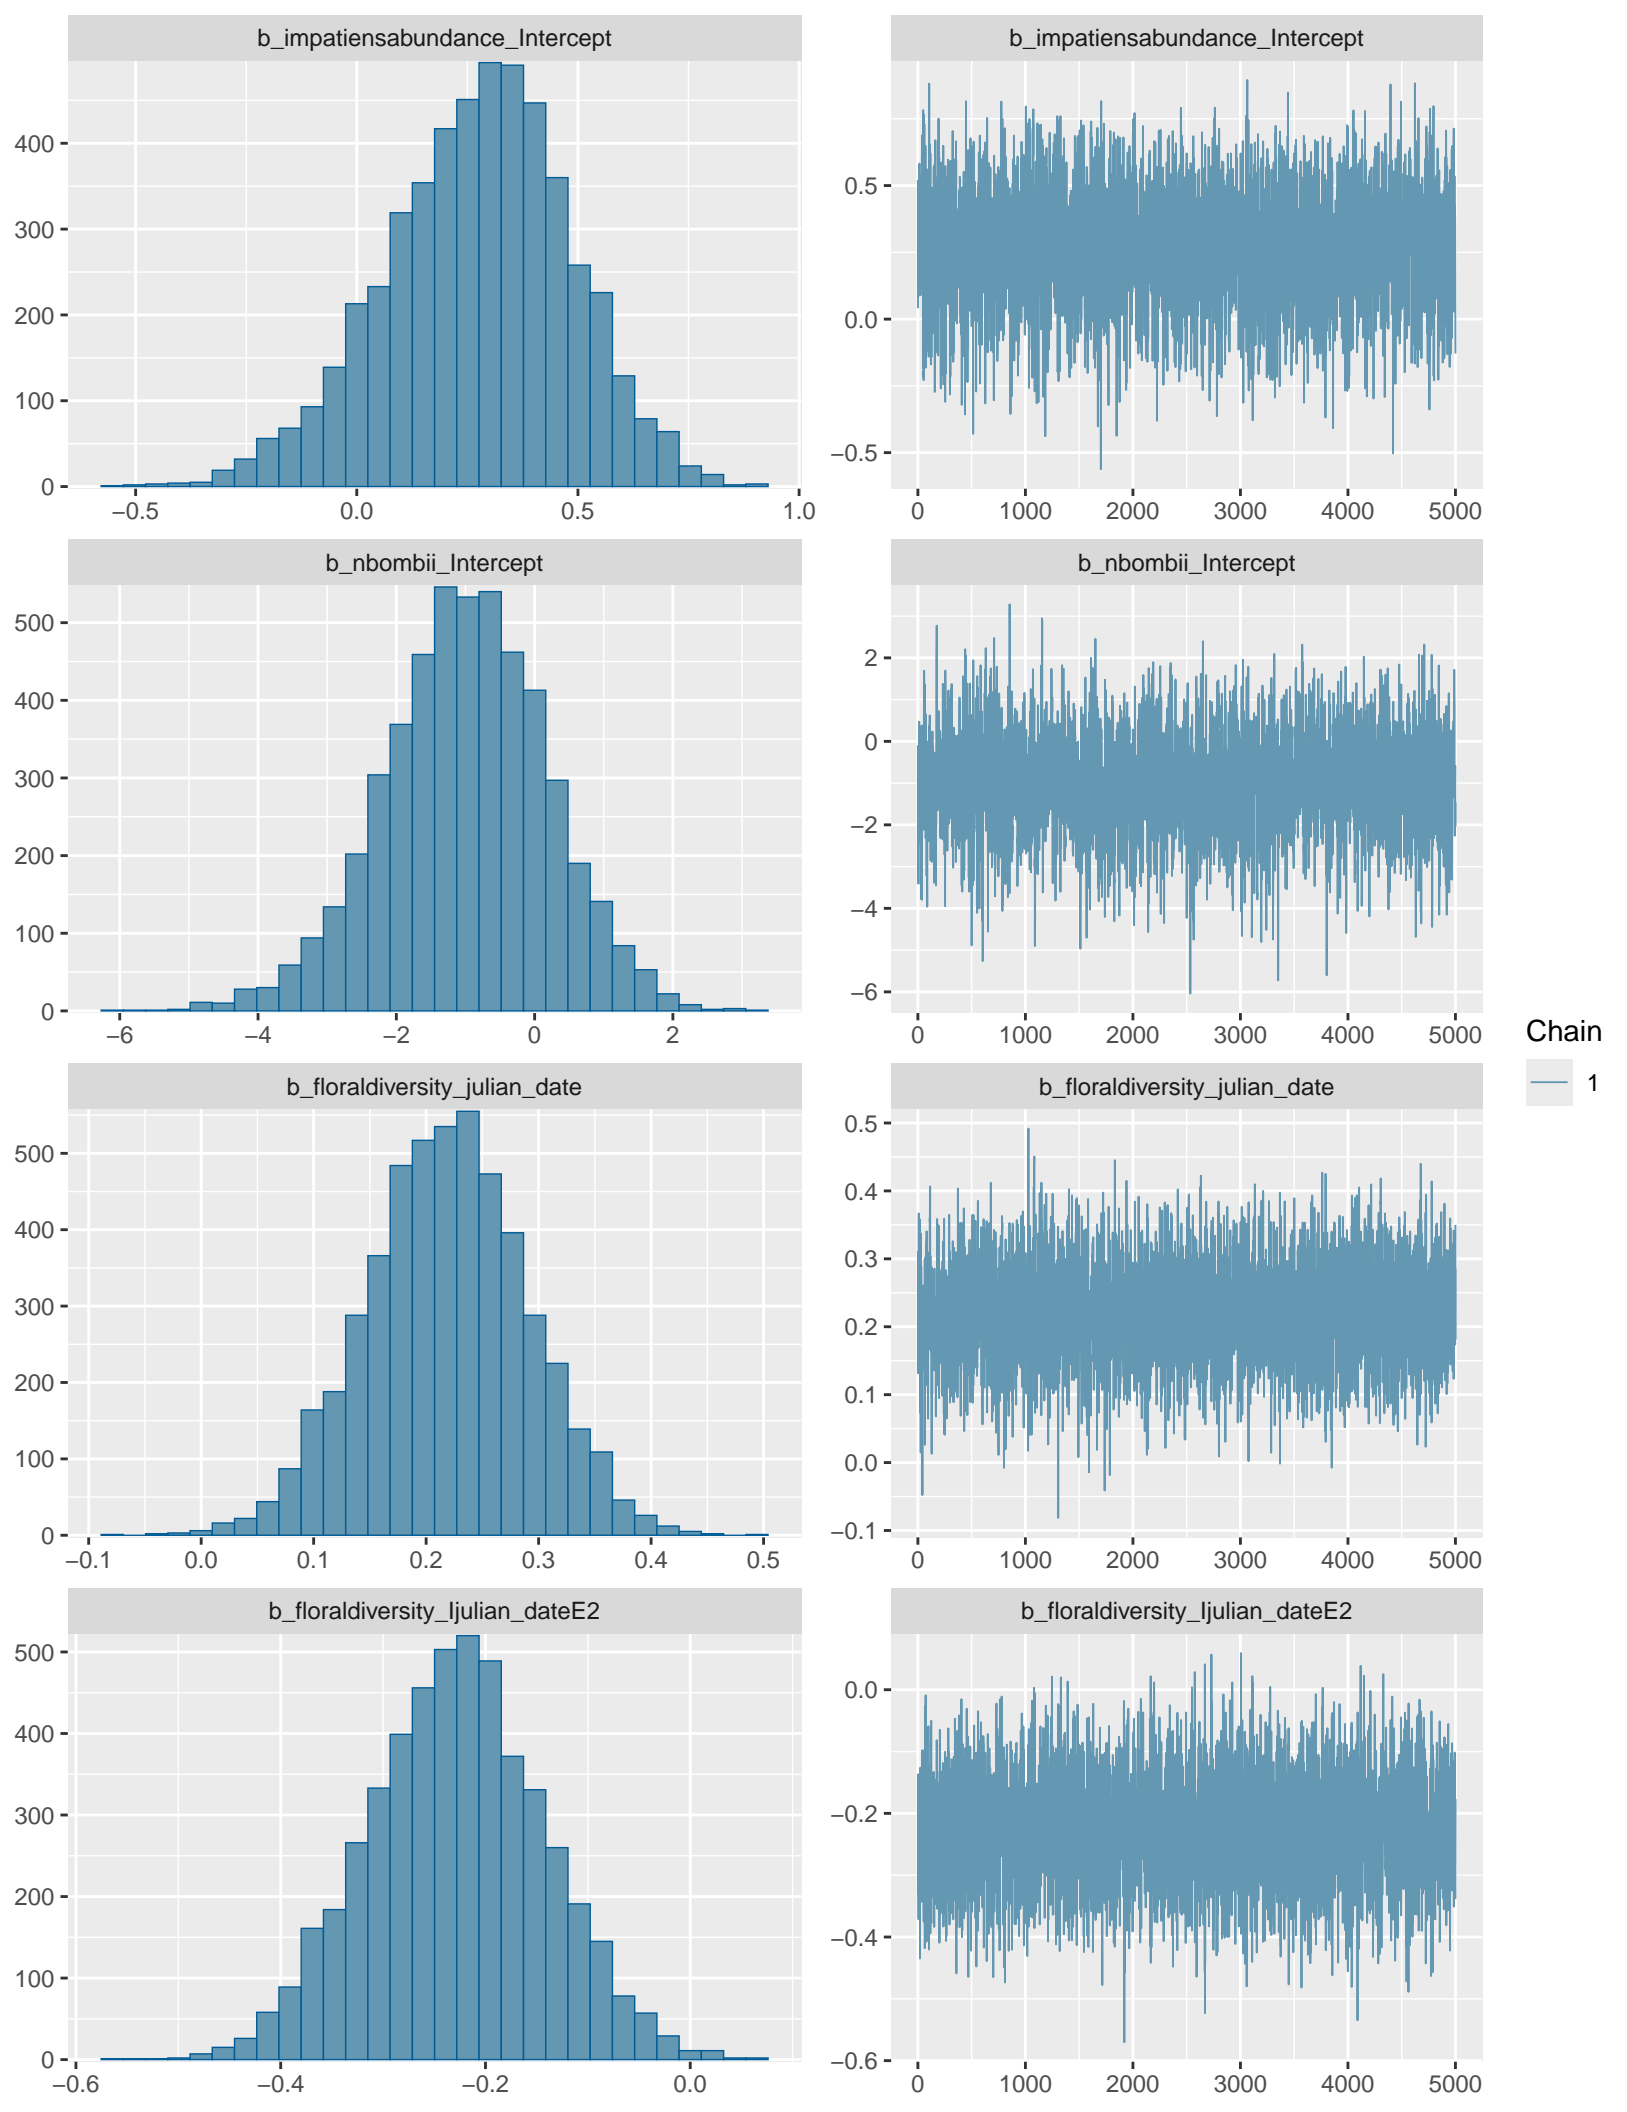 b_impatiensabundance_Intercept
b_impatiensabundance_Intercept
400
300
200
100
0
−0.5 0.0 0.5 1.0
0.5
0.0
−0.5
0 1000 2000 3000 4000 5000
b_nbombii_Intercept
b_nbombii_Intercept
500
400
300
200
100
0
−6 −4 −2 0 2
2
0
−2
−4
−6
0 1000 2000 3000 4000 5000
Chain
1
b_floraldiversity_julian_date
b_floraldiversity_julian_date
500
400
300
200
100
0
−0.1 0.0 0.1 0.2 0.3 0.4 0.5
0.5
0.4
0.3
0.2
0.1
0.0
−0.1
0 1000 2000 3000 4000 5000
b_floraldiversity_Ijulian_dateE2
b_floraldiversity_Ijulian_dateE2
500
400
300
200
100
0
−0.6 −0.4 −0.2 0.0
0.0
−0.2
−0.4
−0.6
0 1000 2000 3000 4000 5000